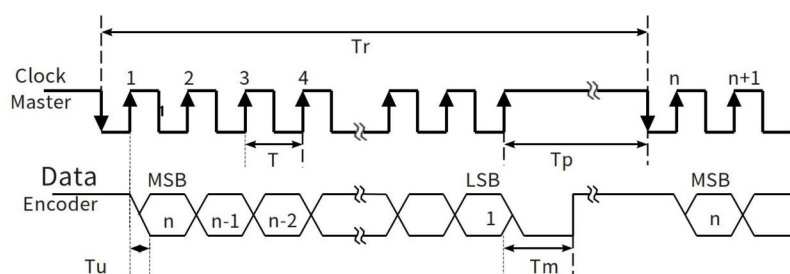 Tr
Clock 1 2 3 4 n n+1
Master 1
T Tp
Data MSB LSB MSB
Encoder n n-1 n-2 1 n
Tu Tm